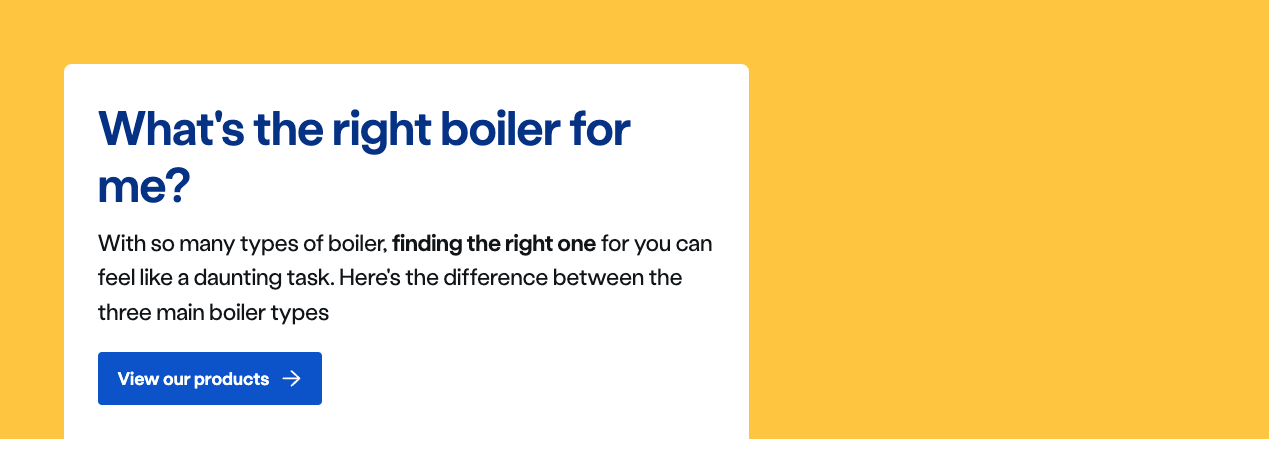 What's the right boiler for
me?
With so many types of boiler, finding the right one for you can
feel like a daunting task. Here's the difference between the
three main boiler types
View our products